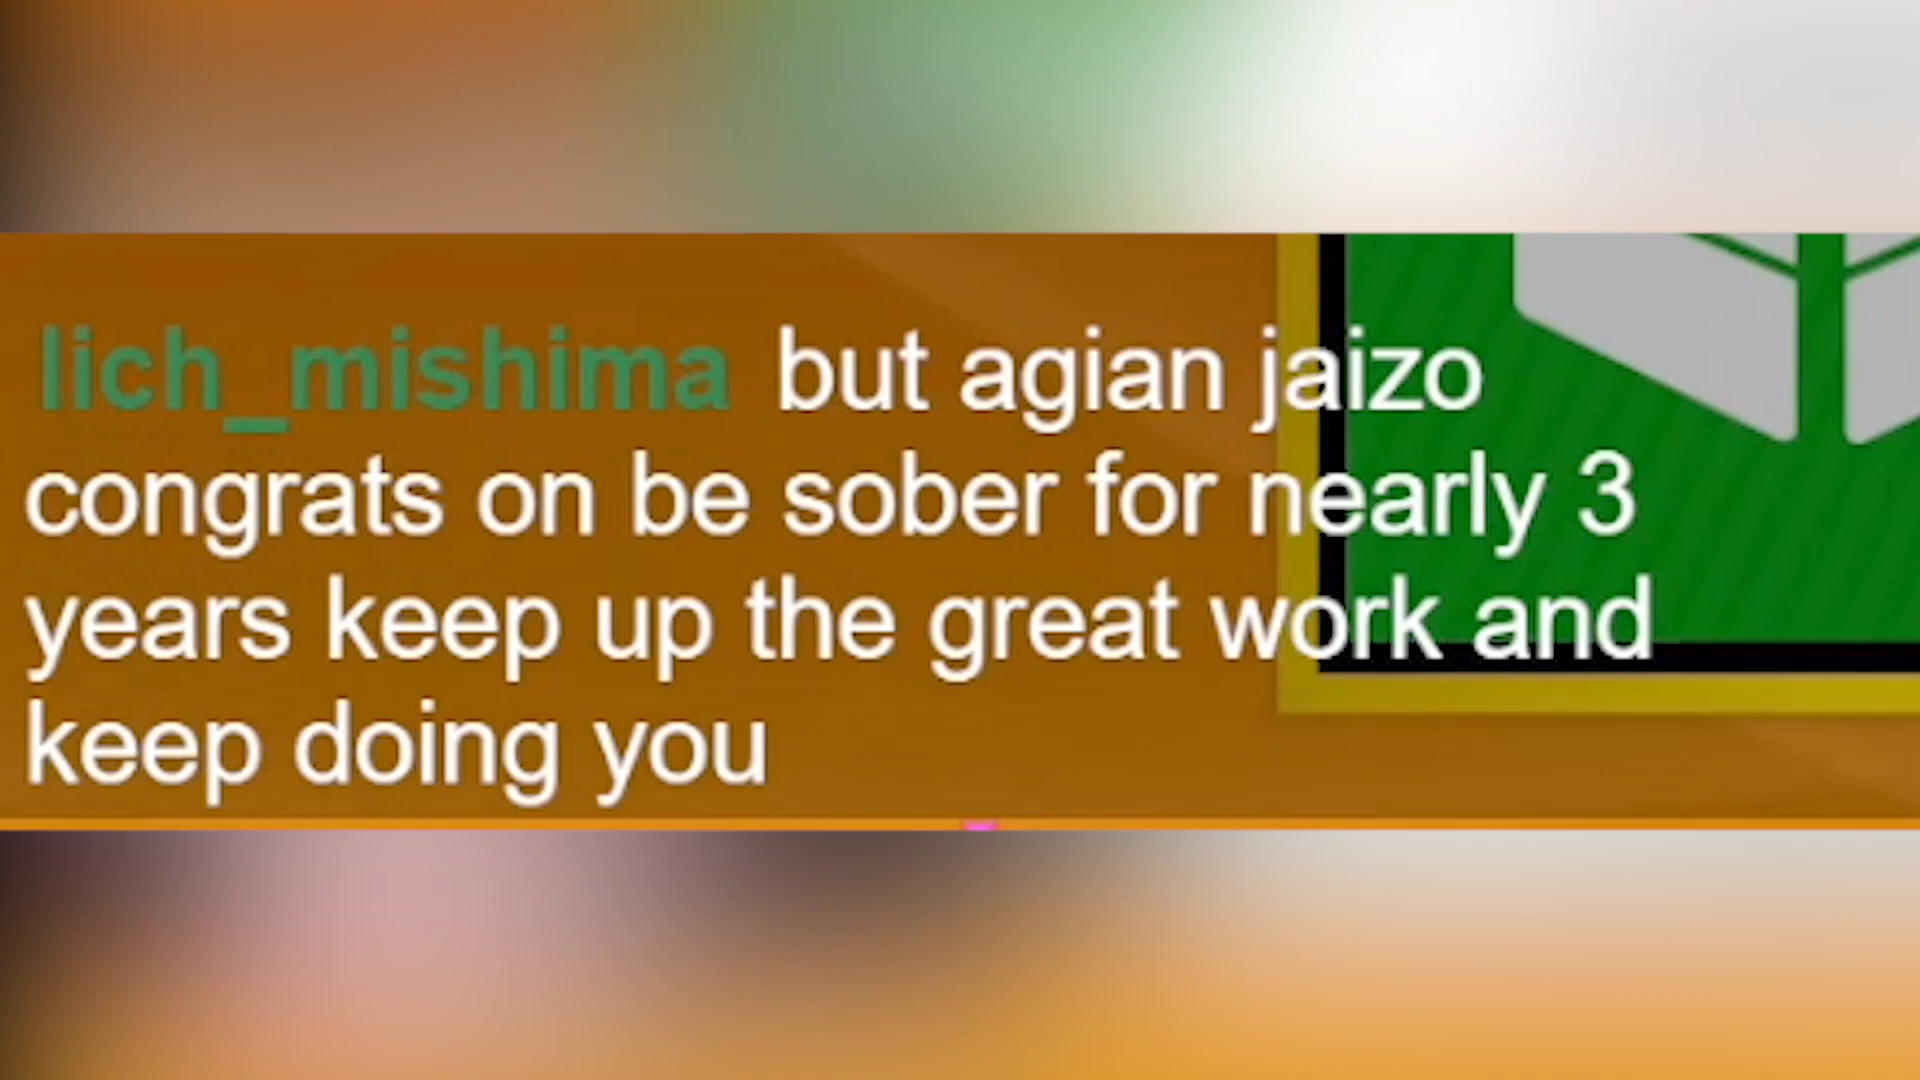 lich_mishima but agian jaizo
congrats on be sober for nearly 3
years keep up the great work and
keep doing you